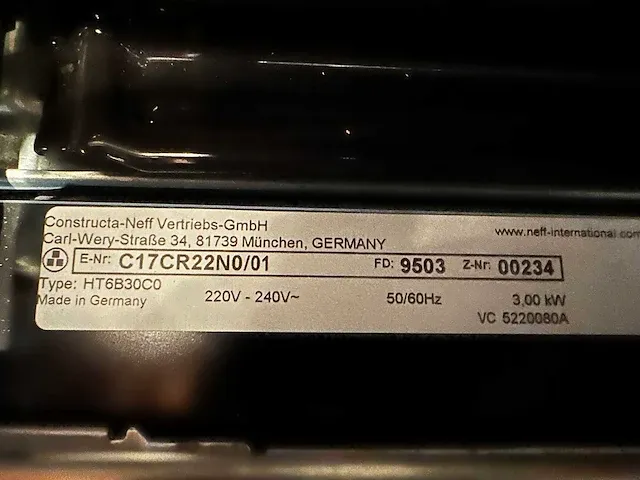 Constructa-Neff Vertriebs-GmbH www.neff-international.com
Carl-Wery-Straße 34, 81739 München, GERMANY
E-Nr: C17CR22N0/01 FD: 9503 Z-Nr: 00234
Type: HT6B30C0
Made in Germany 220V - 240V~ 50/60Hz 3,00 kW
VC 5220080A